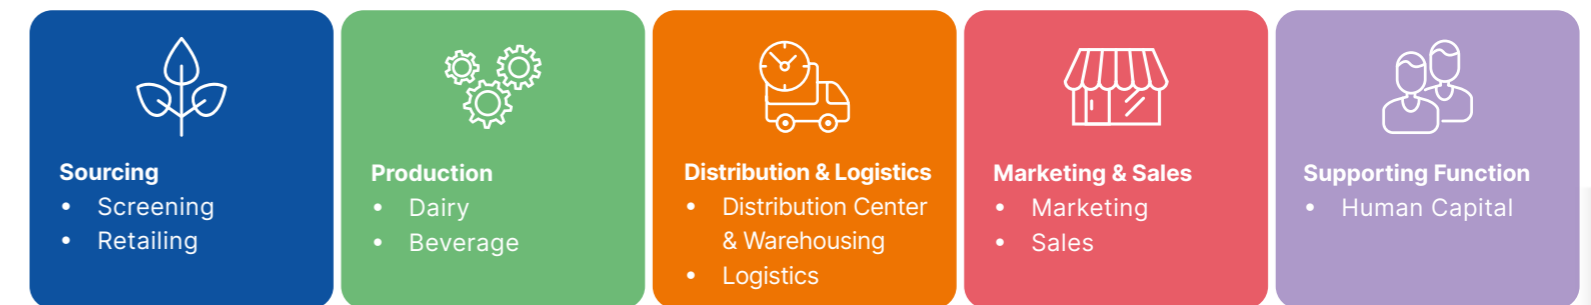 Sourcing
• Screening
• Retailing
Production
• Dairy
• Beverage
Distribution & Logistics
• Distribution Center
& Warehousing
• Logistics
Marketing & Sales
• Marketing
• Sales
Supporting Function
• Human Capital